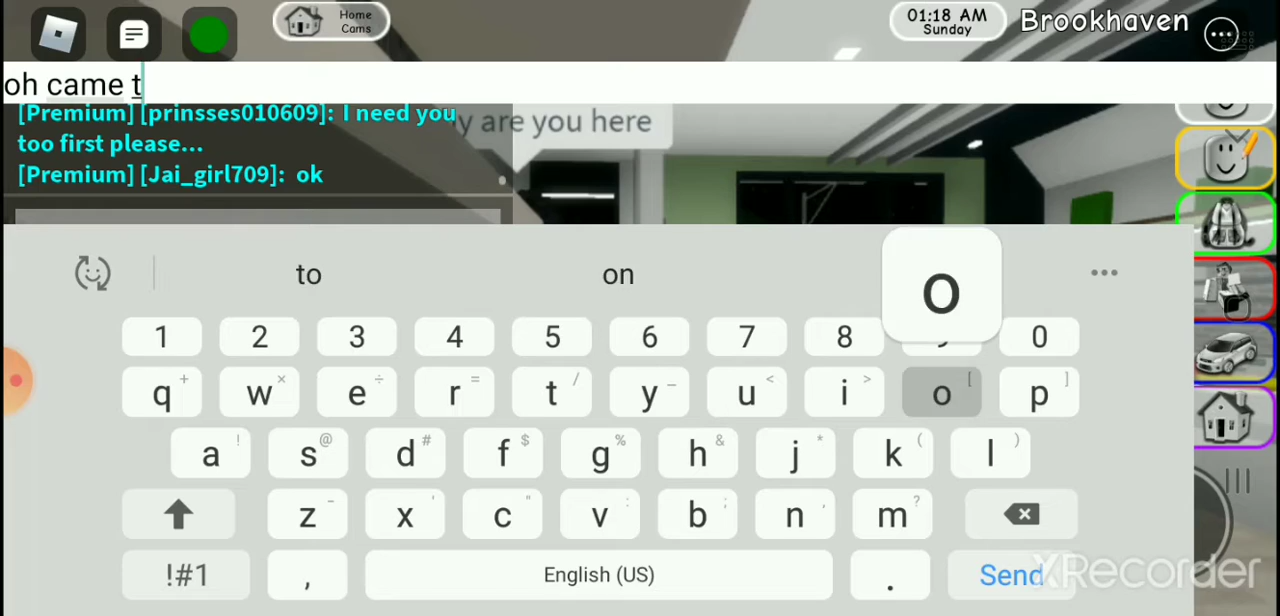 Home
Cams
01:18 AM
Sunday
Brookhaven
oh came t
[Premium] [prinsses010609]: I need you
too first please...
[Premium] [Jai_girl709]: ok
y are you here
to on
o
1 2 3 4 5 6 7 8 0
q + w × e ÷ r = t / y _ u < i > o [ p ]
a ! s @ d # f $ g % h & j * k ( l )
z - x ' c " v : b ; n , m ?
!#1 , English (US) . Send
XRecorder